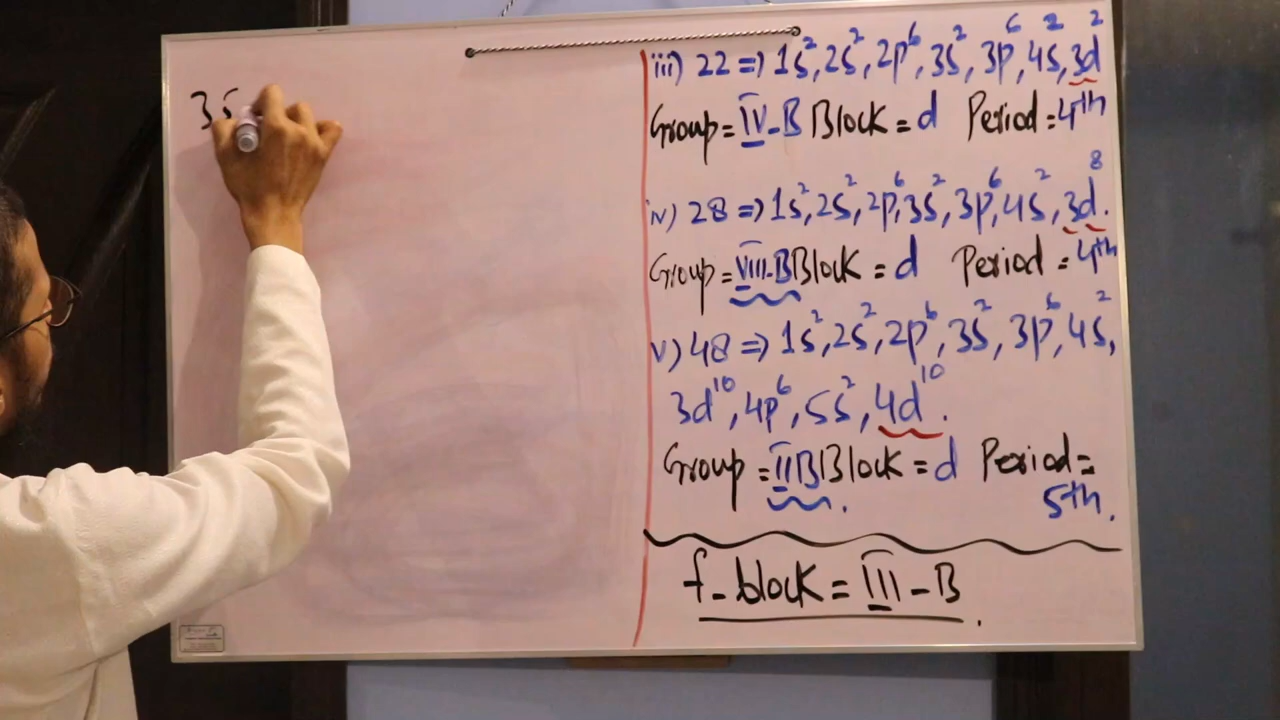 35
iii) 22 => 1s², 2s², 2p⁶, 3s², 3p⁶, 4s², 3d²
Group = IV-B Block = d Period = 4th
iv) 28 => 1s², 2s², 2p⁶, 3s², 3p⁶, 4s², 3d⁸.
Group = VIII-B Block = d Period = 4th
v) 48 => 1s², 2s², 2p⁶, 3s², 3p⁶, 4s²,
3d¹⁰, 4p⁶, 5s², 4d¹⁰.
Group = IIB Block = d Period =
5th.
f-block = III-B.